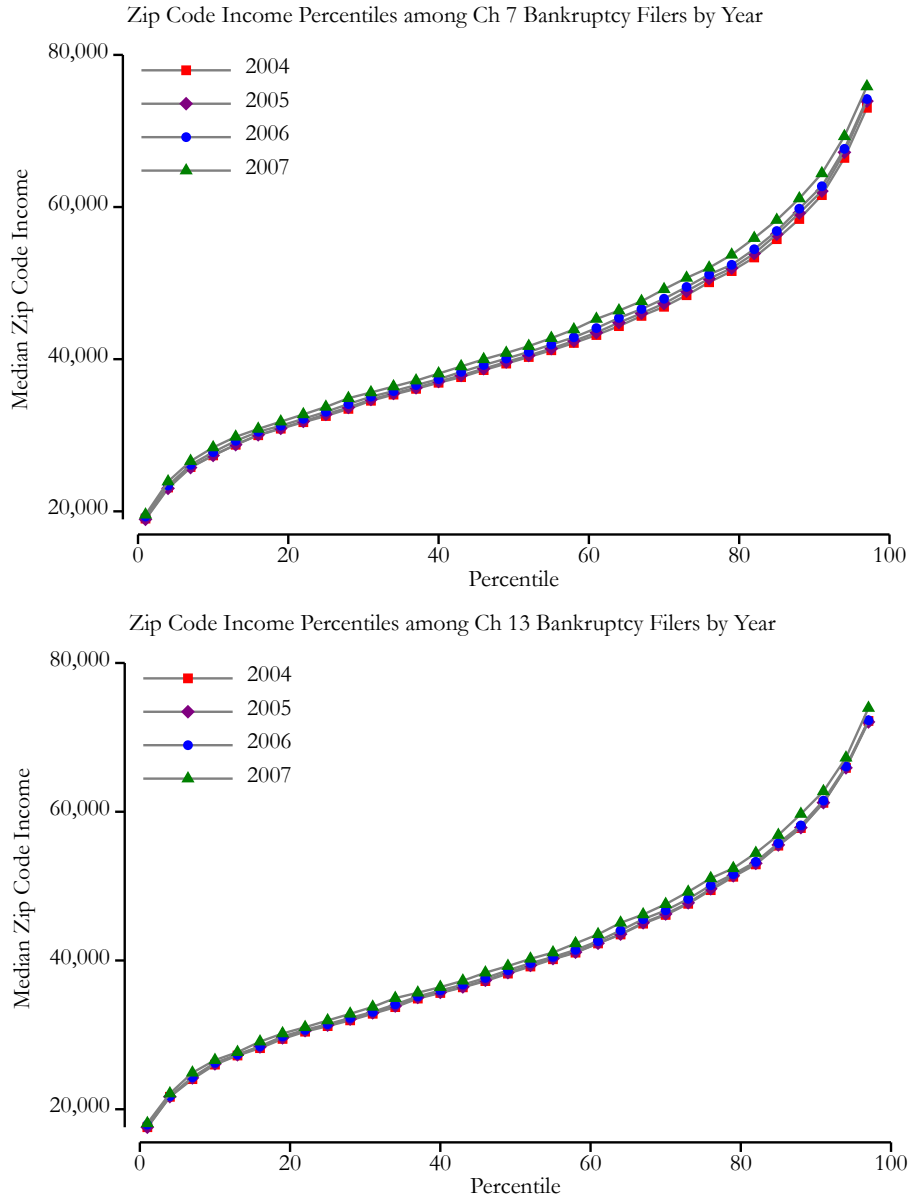 Zip Code Income Percentiles among Ch 7 Bankruptcy Filers by Year
80,000
60,000
40,000
20,000
Median Zip Code Income
2004
2005
2006
2007
0 20 40 60 80 100
Percentile
Zip Code Income Percentiles among Ch 13 Bankruptcy Filers by Year
80,000
60,000
40,000
20,000
Median Zip Code Income
2004
2005
2006
2007
0 20 40 60 80 100
Percentile